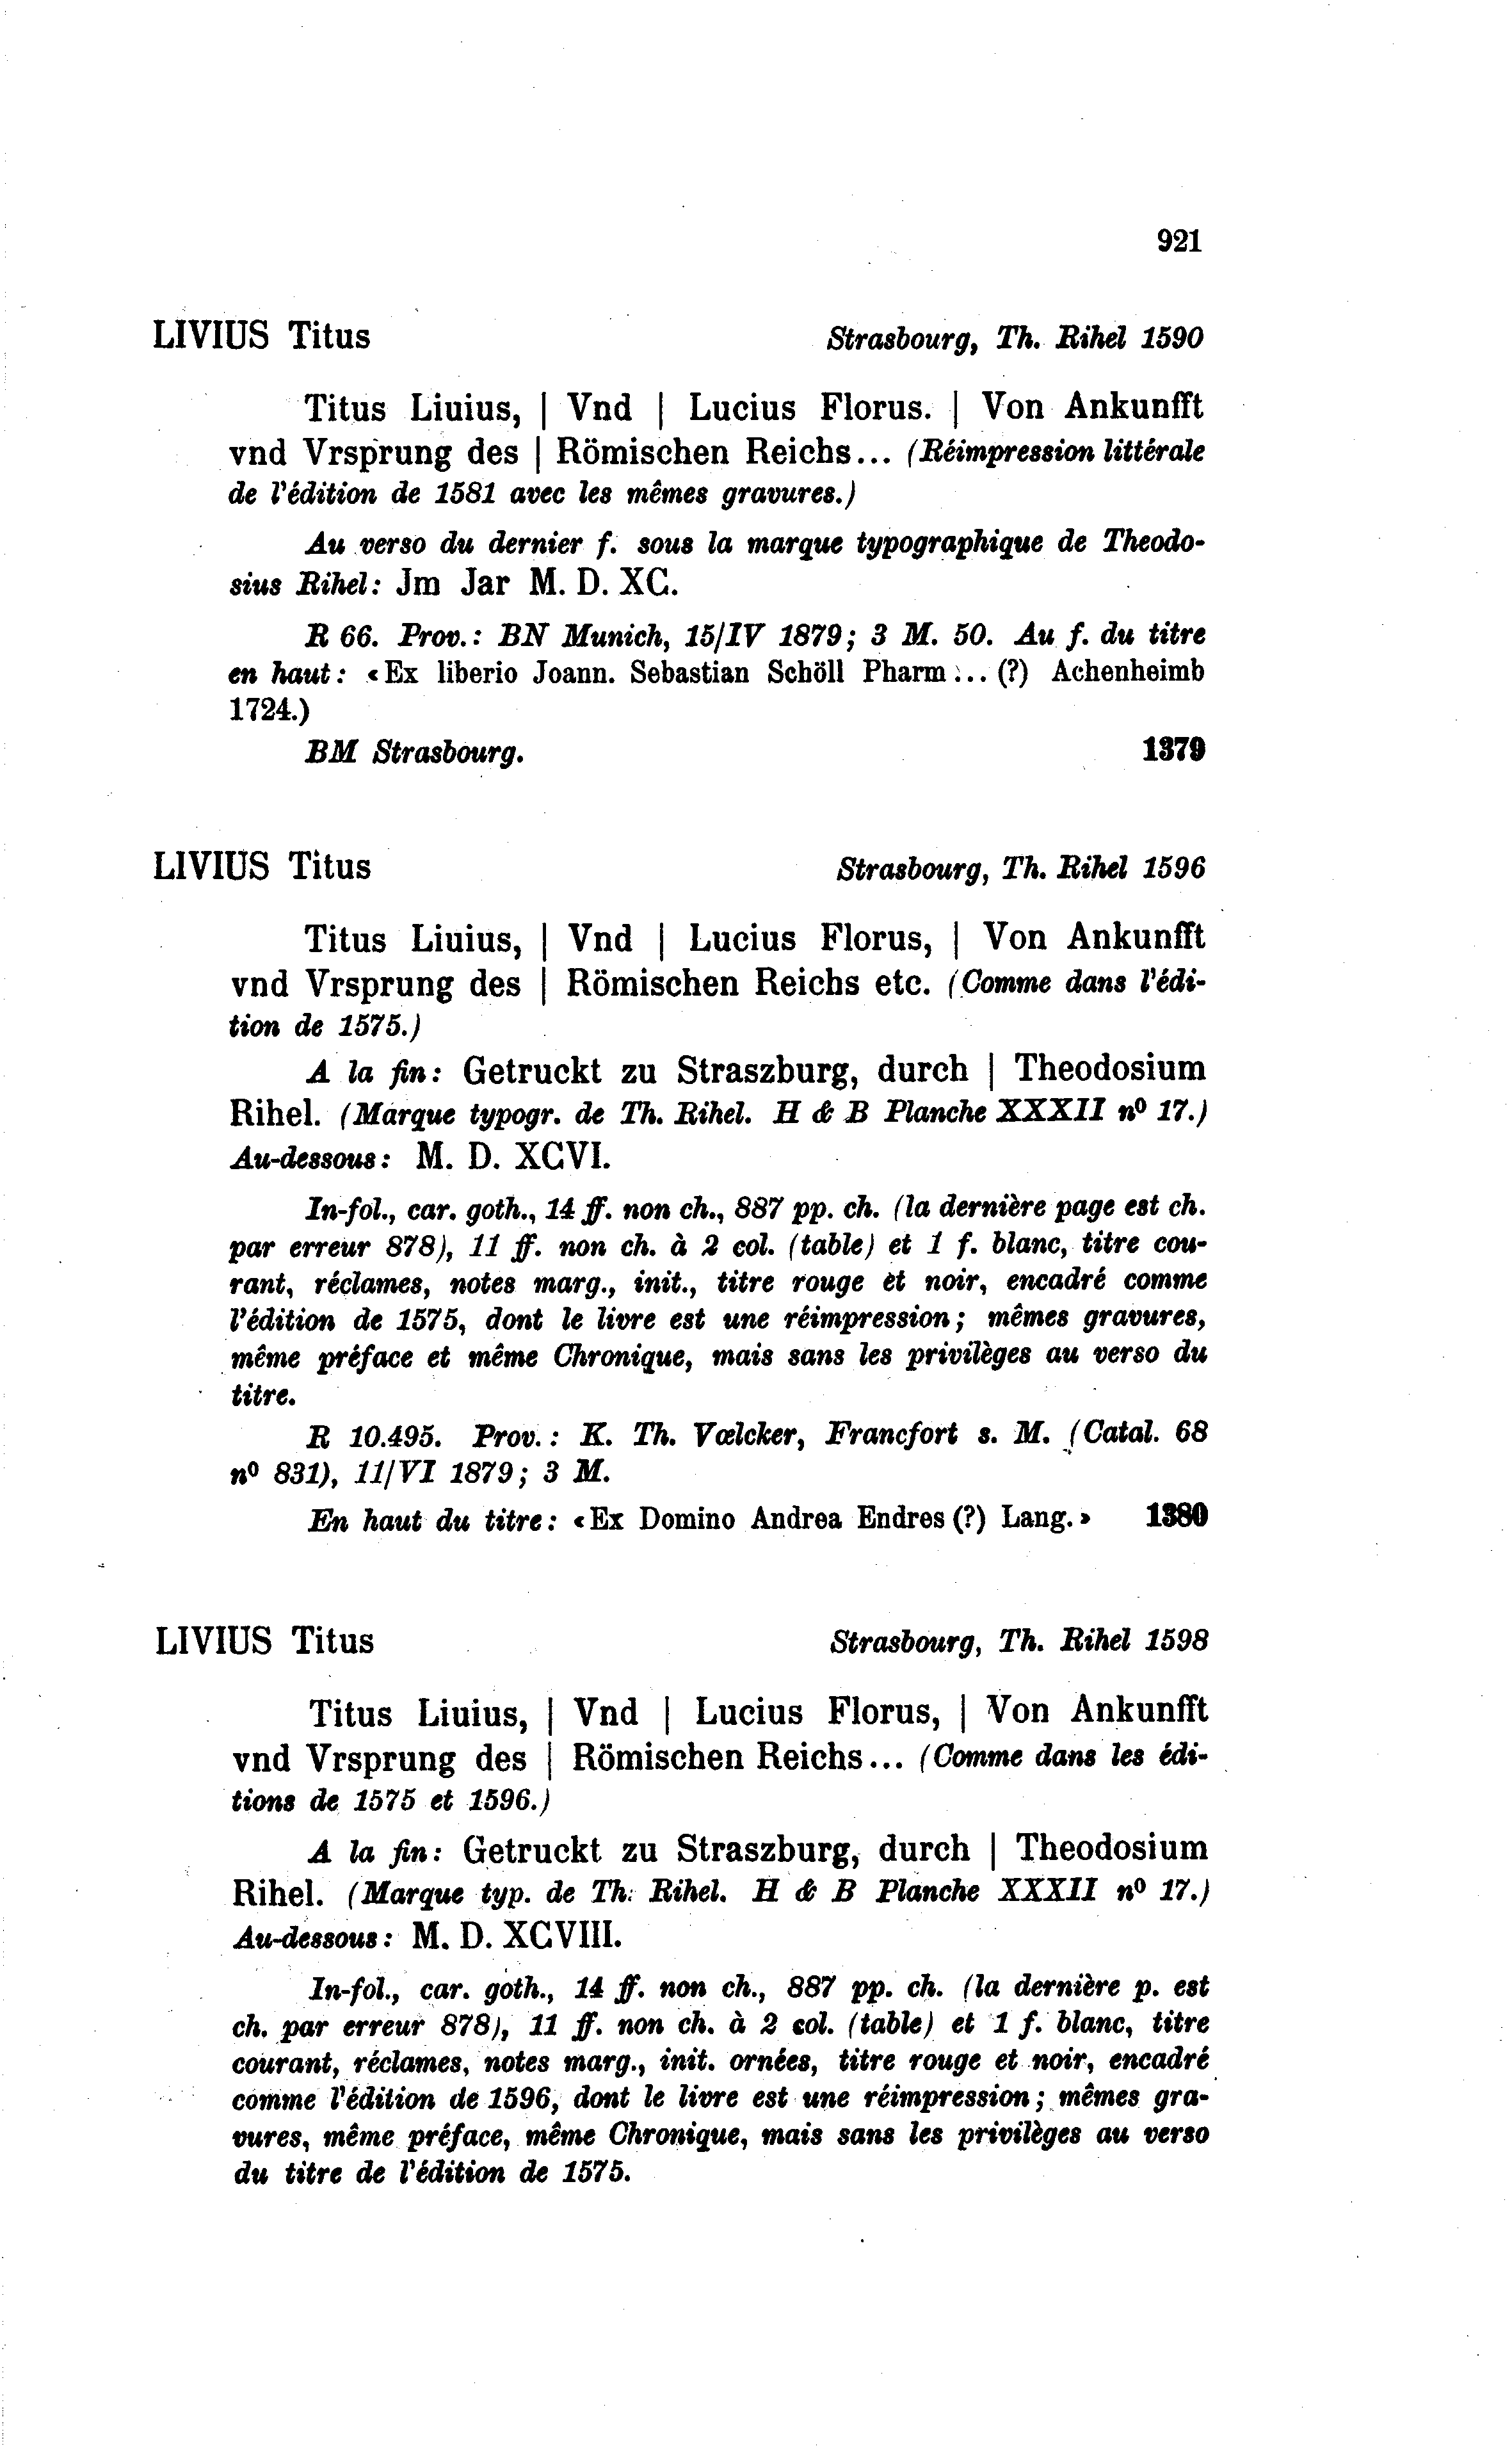 921
LIVIUS Titus Strasbourg, Th. Rihel 1590
Titus Liuius, | Vnd | Lucius Florus. | Von Ankunfft
vnd Vrsprung des | Römischen Reichs... (Réimpression littérale
de l'édition de 1581 avec les mêmes gravures.)
Au verso du dernier f. sous la marque typographique de Theodo-
sius Rihel: Jm Jar M. D. XC.
R 66. Prov.: BN Munich, 15/IV 1879; 3 M. 50. Au f. du titre
en haut: «Ex liberio Joann. Sebastian Schöll Pharm... (?) Achenheimb
1724.)
BM Strasbourg. 1379
LIVIUS Titus Strasbourg, Th. Rihel 1596
Titus Liuius, | Vnd | Lucius Florus, | Von Ankunfft
vnd Vrsprung des | Römischen Reichs etc. (Comme dans l'édi-
tion de 1575.)
A la fin: Getruckt zu Straszburg, durch | Theodosium
Rihel. (Marque typogr. de Th. Rihel. H & B Planche XXXII nº 17.)
Au-dessous: M. D. XCVI.
In-fol., car. goth., 14 ff. non ch., 887 pp. ch. (la dernière page est ch.
par erreur 878), 11 ff. non ch. à 2 col. (table) et 1 f. blanc, titre cou-
rant, réclames, notes marg., init., titre rouge et noir, encadré comme
l'édition de 1575, dont le livre est une réimpression; mêmes gravures,
même préface et même Chronique, mais sans les privilèges au verso du
titre.
R 10.495. Prov.: K. Th. Vœlcker, Francfort s. M. (Catal. 68
nº 831), 11/VI 1879; 3 M.
En haut du titre: «Ex Domino Andrea Endres (?) Lang.» 1380
LIVIUS Titus Strasbourg, Th. Rihel 1598
Titus Liuius, | Vnd | Lucius Florus, | Von Ankunfft
vnd Vrsprung des | Römischen Reichs... (Comme dans les édi-
tions de 1575 et 1596.)
A la fin: Getruckt zu Straszburg, durch | Theodosium
Rihel. (Marque typ. de Th. Rihel. H & B Planche XXXII nº 17.)
Au-dessous: M. D. XCVIII.
In-fol., car. goth., 14 ff. non ch., 887 pp. ch. (la dernière p. est
ch. par erreur 878), 11 ff. non ch. à 2 col. (table) et 1 f. blanc, titre
courant, réclames, notes marg., init. ornées, titre rouge et noir, encadré
comme l'édition de 1596, dont le livre est une réimpression; mêmes gra-
vures, même préface, même Chronique, mais sans les privilèges au verso
du titre de l'édition de 1575.